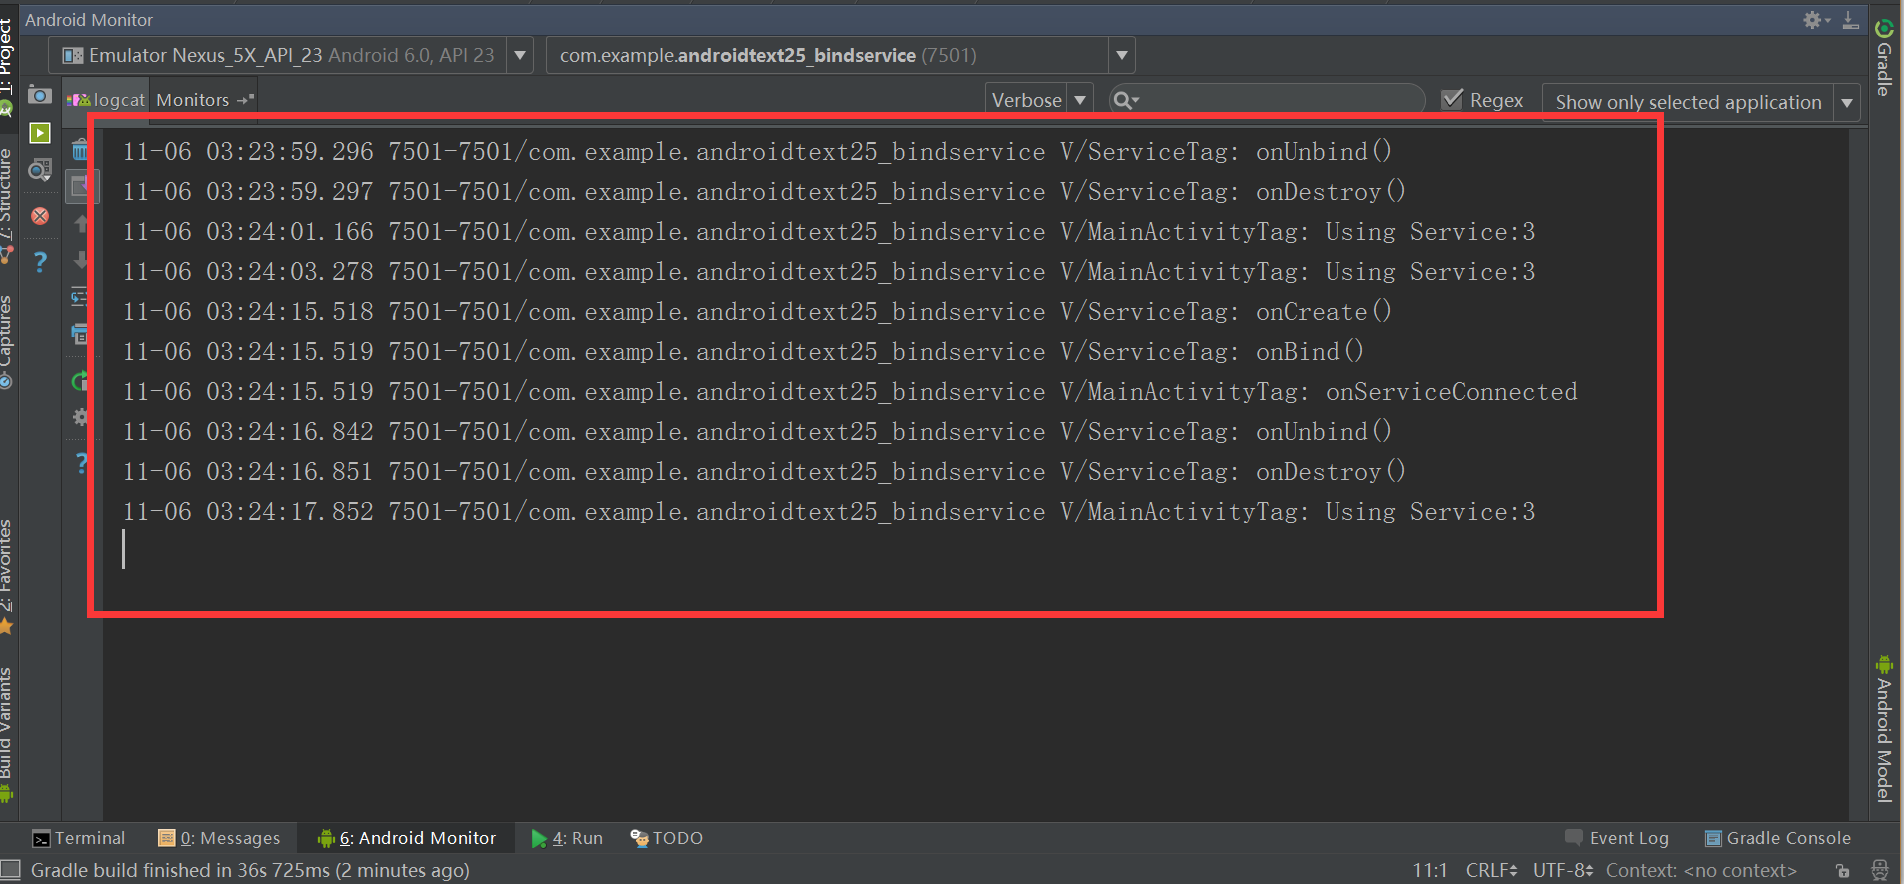 Android Monitor
Emulator Nexus_5X_API_23 Android 6.0, API 23
com.example.androidtext25_bindservice (7501)
logcat
Monitors
Verbose
Regex
Show only selected application
11-06 03:23:59.296 7501-7501/com.example.androidtext25_bindservice V/ServiceTag: onUnbind()
11-06 03:23:59.297 7501-7501/com.example.androidtext25_bindservice V/ServiceTag: onDestroy()
11-06 03:24:01.166 7501-7501/com.example.androidtext25_bindservice V/MainActivityTag: Using Service:3
11-06 03:24:03.278 7501-7501/com.example.androidtext25_bindservice V/MainActivityTag: Using Service:3
11-06 03:24:15.518 7501-7501/com.example.androidtext25_bindservice V/ServiceTag: onCreate()
11-06 03:24:15.519 7501-7501/com.example.androidtext25_bindservice V/ServiceTag: onBind()
11-06 03:24:15.519 7501-7501/com.example.androidtext25_bindservice V/MainActivityTag: onServiceConnected
11-06 03:24:16.842 7501-7501/com.example.androidtext25_bindservice V/ServiceTag: onUnbind()
11-06 03:24:16.851 7501-7501/com.example.androidtext25_bindservice V/ServiceTag: onDestroy()
11-06 03:24:17.852 7501-7501/com.example.androidtext25_bindservice V/MainActivityTag: Using Service:3
1: Project
7: Structure
Captures
2: Favorites
Build Variants
Gradle
Android Model
Terminal
0: Messages
6: Android Monitor
4: Run
TODO
Event Log
Gradle Console
Gradle build finished in 36s 725ms (2 minutes ago)
11:1
CRLF
UTF-8
Context: <no context>